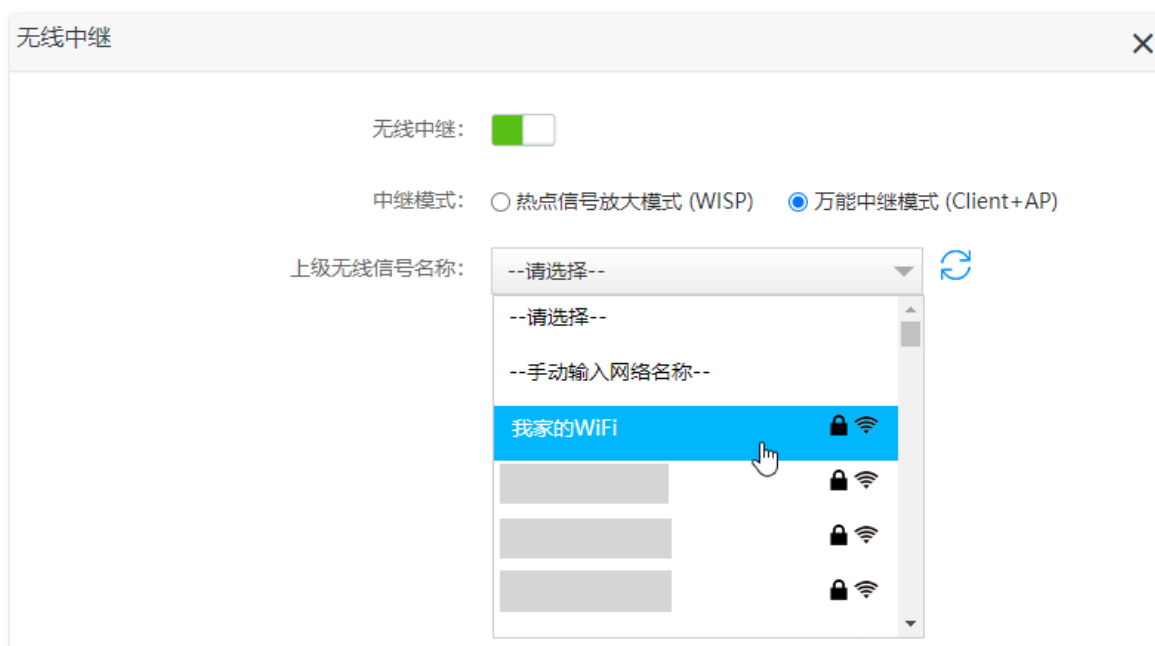 无线中继
无线中继：
中继模式： 热点信号放大模式 (WISP) 万能中继模式 (Client+AP)
上级无线信号名称： --请选择--
--请选择--
--手动输入网络名称--
我家的WiFi